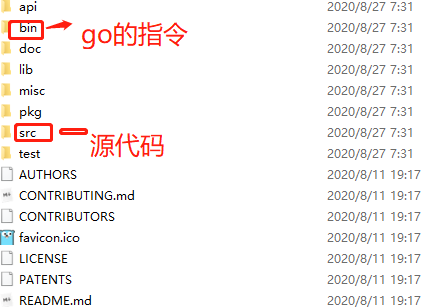 api 2020/8/27 7:31
bin go的指令 2020/8/27 7:31
doc 2020/8/27 7:31
lib 2020/8/27 7:31
misc 2020/8/27 7:31
pkg 2020/8/27 7:31
src 源代码 2020/8/27 7:31
test 2020/8/27 7:31
AUTHORS 2020/8/11 19:17
CONTRIBUTING.md 2020/8/11 19:17
CONTRIBUTORS 2020/8/11 19:17
favicon.ico 2020/8/11 19:17
LICENSE 2020/8/11 19:17
PATENTS 2020/8/11 19:17
README.md 2020/8/11 19:17